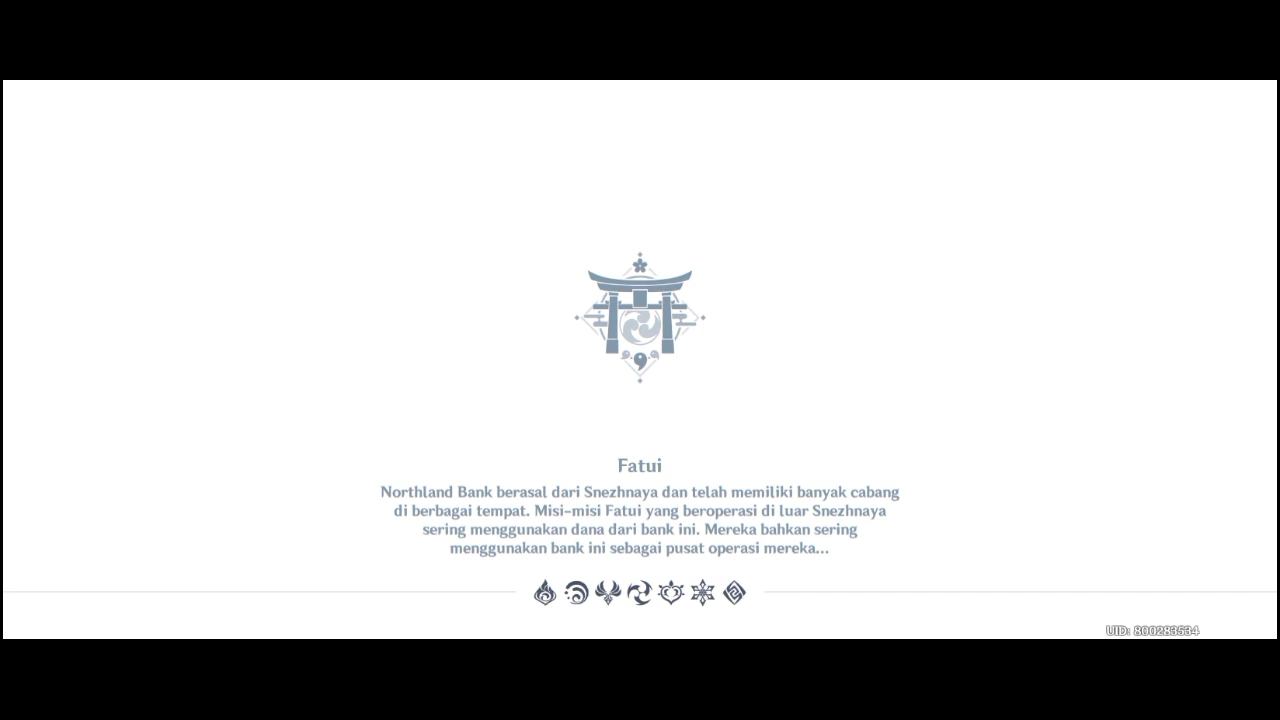 Fatui
Northland Bank berasal dari Snezhnaya dan telah memiliki banyak cabang
di berbagai tempat. Misi-misi Fatui yang beroperasi di luar Snezhnaya
sering menggunakan dana dari bank ini. Mereka bahkan sering
menggunakan bank ini sebagai pusat operasi mereka...
UID: 800283534